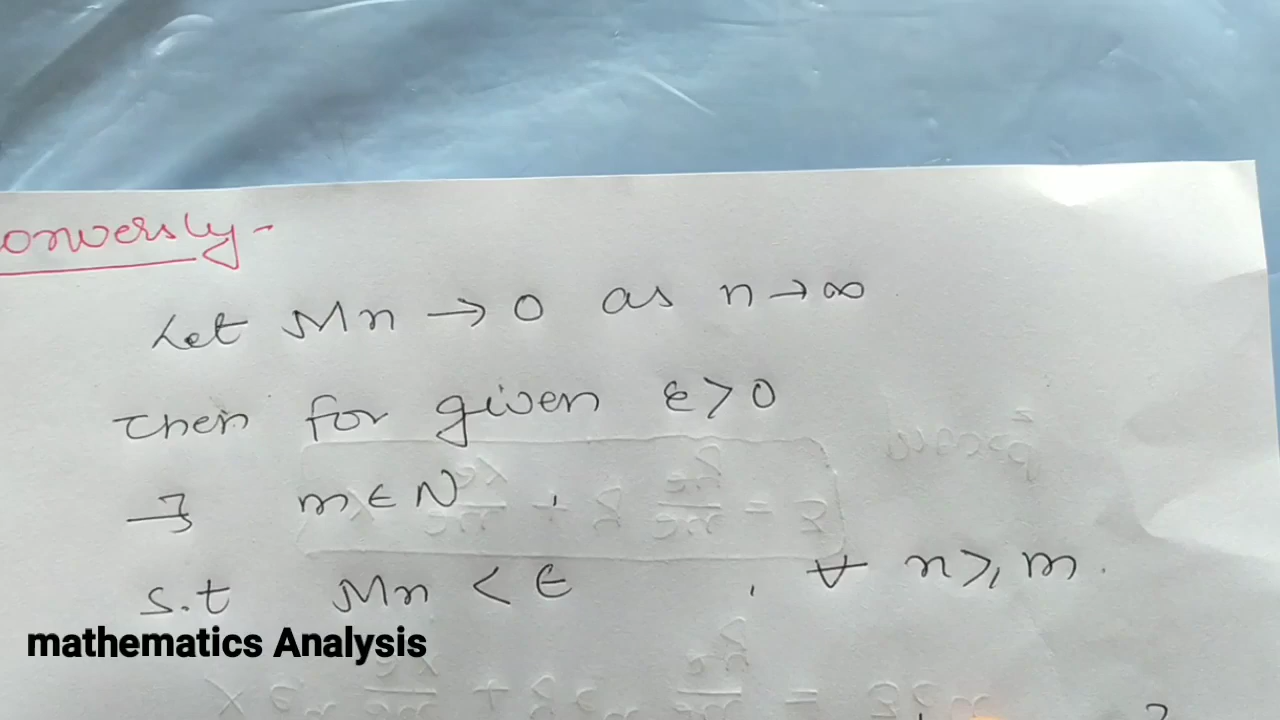 onversly-
Let Mn → 0 as n → ∞
Then for given ε > 0
∃ m ∈ N ,
s.t Mn < ∈ , ∀ n ≥ m.
mathematics Analysis